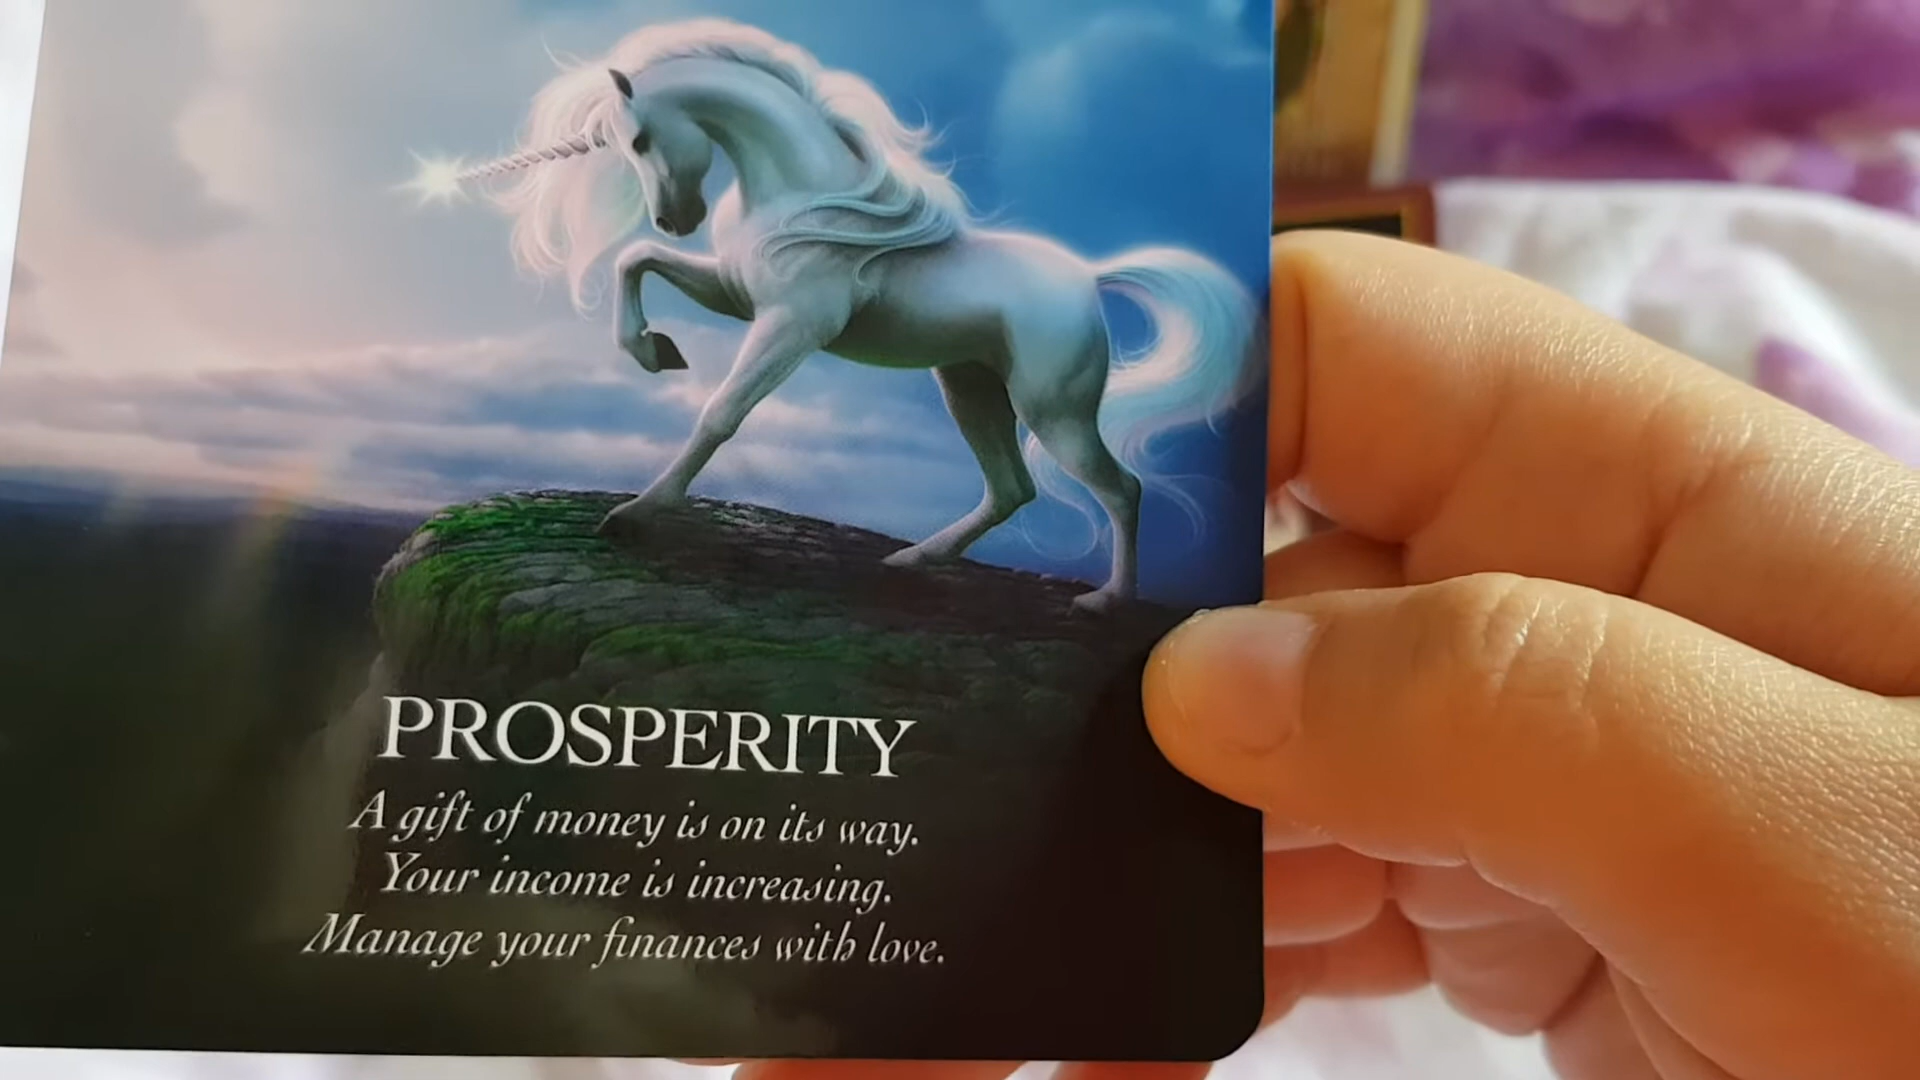 PROSPERITY
A gift of money is on its way.
Your income is increasing.
Manage your finances with love.